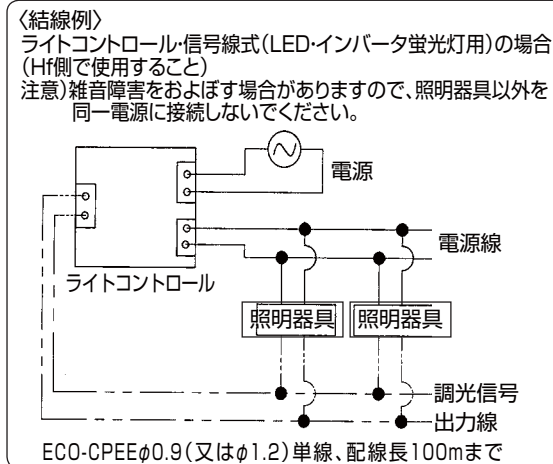 〈結線例〉
ライトコントロール・信号線式(LED・インバータ蛍光灯用)の場合
(Hf側で使用すること)
注意)雑音障害をおよぼす場合がありますので、照明器具以外を
同一電源に接続しないでください。
電源
電源線
ライトコントロール
照明器具
照明器具
調光信号
出力線
ECO-CPEEφ0.9(又はφ1.2)単線、配線長100mまで